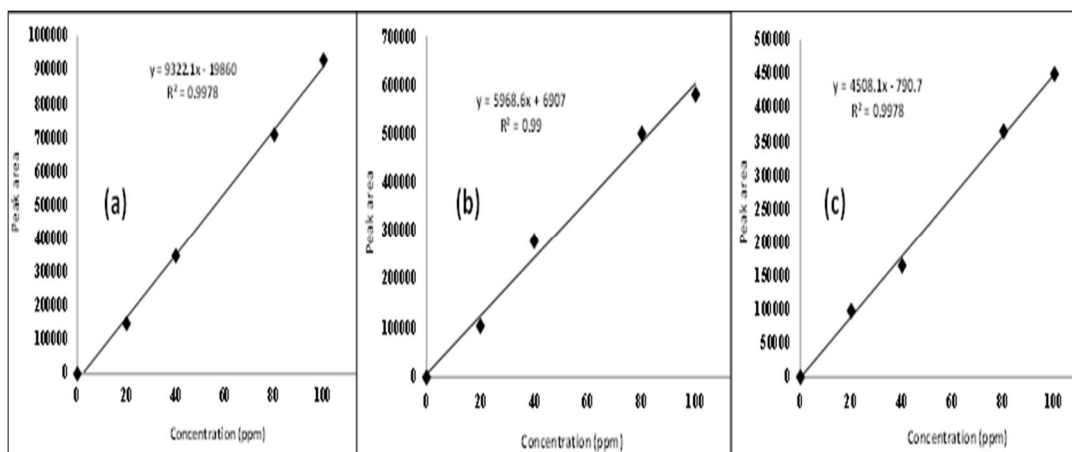 1000000
900000
800000
700000
600000
500000
400000
300000
200000
100000
0
Peak area
y = 9322.1x - 19860
R² = 0.9978
(a)
0 20 40 60 80 100
Concentration (ppm)
700000
600000
500000
400000
300000
200000
100000
0
Peak area
y = 5968.6x + 6907
R² = 0.99
(b)
0 20 40 60 80 100
Concentration (ppm)
500000
450000
400000
350000
300000
250000
200000
150000
100000
50000
0
Peak area
y = 4508.1x - 790.7
R² = 0.9978
(c)
0 20 40 60 80 100
Concentration (ppm)